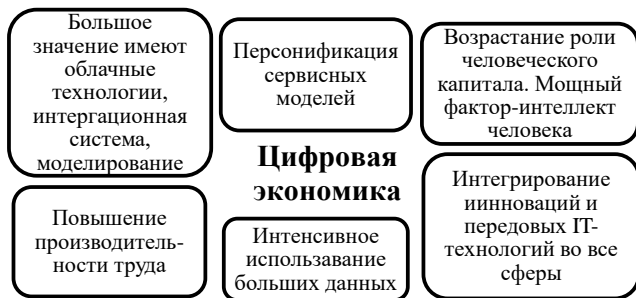 Большое
значение имеют
облачные
технологии,
интергационная
система,
моделирование
Персонификация
сервисных
моделей
Возрастание роли
человеческого
капитала. Мощный
фактор-интеллект
человека
Цифровая
экономика
Повышение
производитель-
ности труда
Интенсивное
использавание
больших данных
Интегрирование
иинноваций и
передовых IT-
технологий во все
сферы